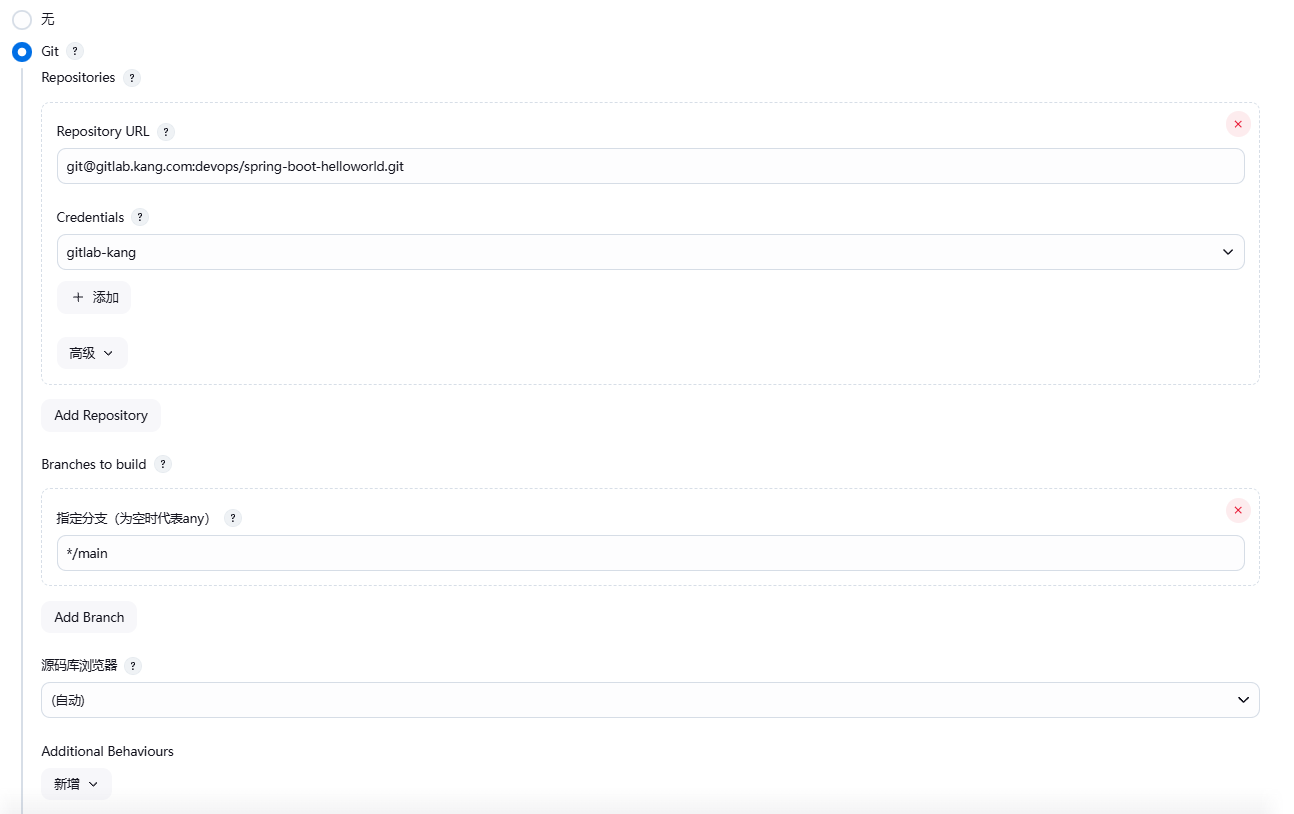 无
Git ?
Repositories ?
Repository URL ?
git@gitlab.kang.com:devops/spring-boot-helloworld.git
Credentials ?
gitlab-kang
+ 添加
高级
Add Repository
Branches to build ?
指定分支（为空时代表any） ?
*/main
Add Branch
源码库浏览器 ?
(自动)
Additional Behaviours
新增